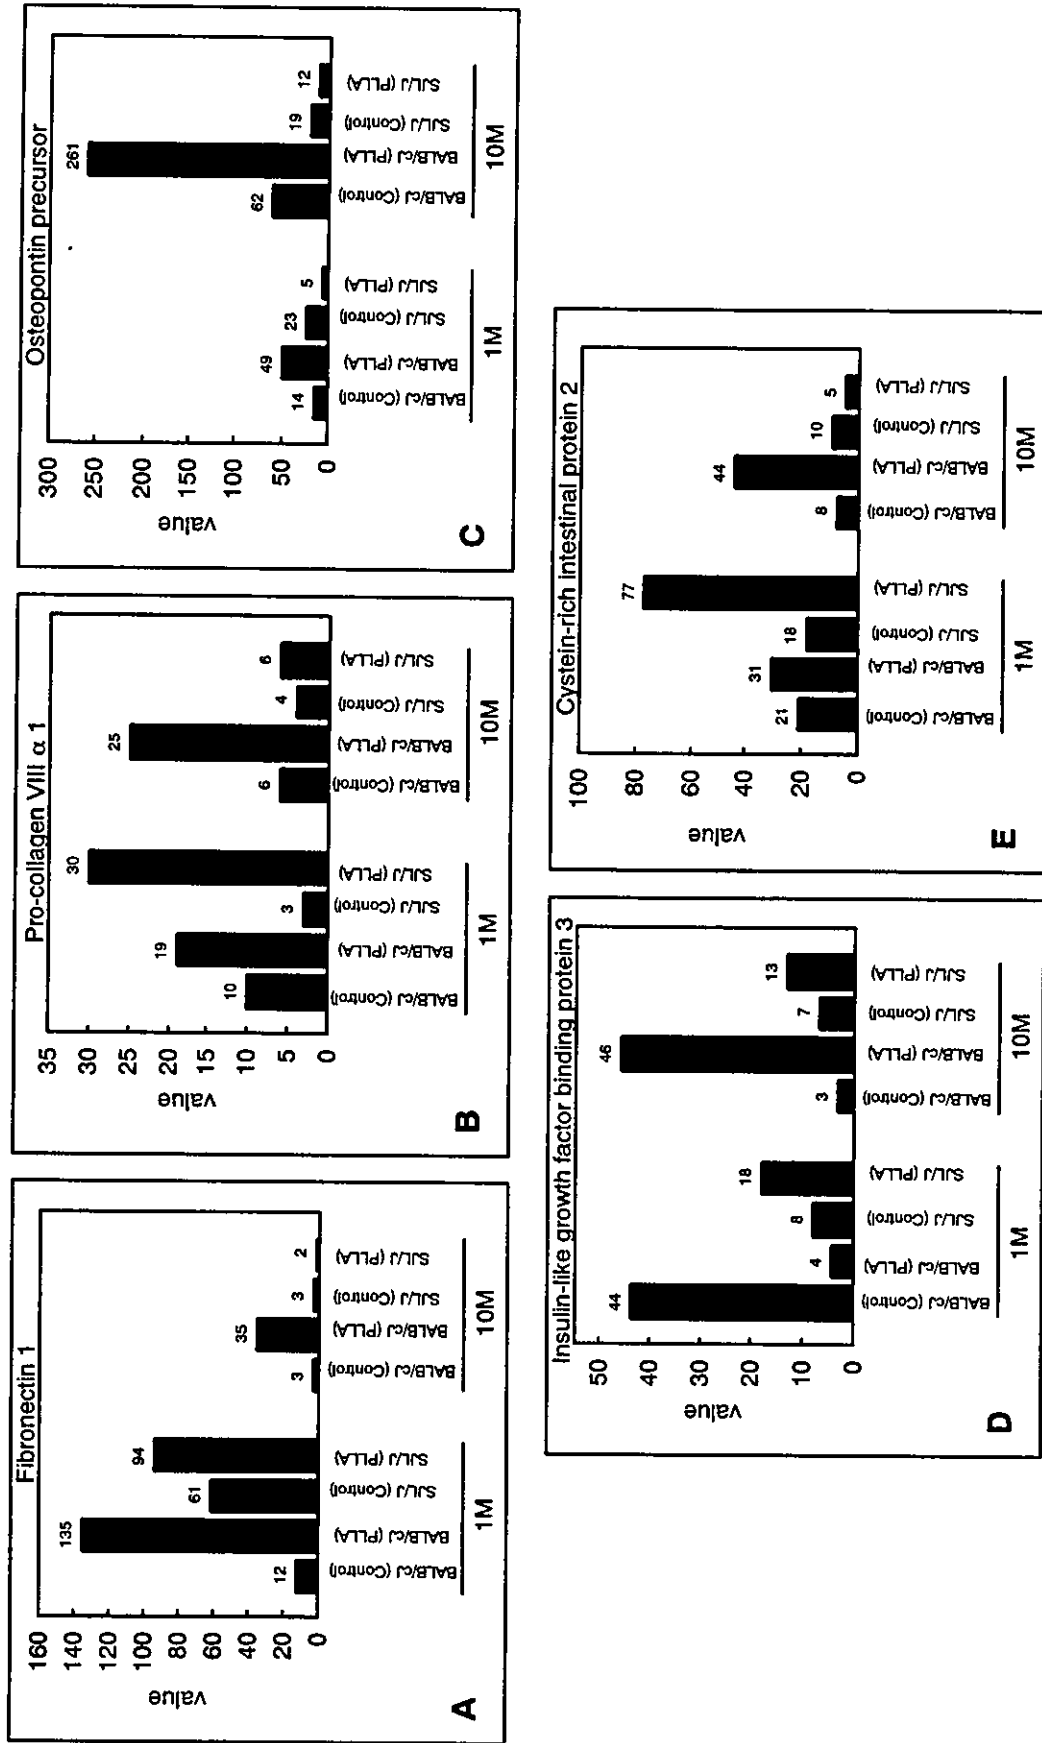 Fibronectin 1
160
140
120
100
80
60
40
20
0
value
12
135
61
94
3
35
3
2
BALB/cJ (Control)
BALB/cJ (PLLA)
SJL/J (Control)
SJL/J (PLLA)
BALB/cJ (Control)
BALB/cJ (PLLA)
SJL/J (Control)
SJL/J (PLLA)
1M
10M
A
Pro-collagen VIII α 1
35
30
25
20
15
10
5
0
value
10
19
3
30
6
25
4
6
BALB/cJ (Control)
BALB/cJ (PLLA)
SJL/J (Control)
SJL/J (PLLA)
BALB/cJ (Control)
BALB/cJ (PLLA)
SJL/J (Control)
SJL/J (PLLA)
1M
10M
B
Osteopontin precursor
300
250
200
150
100
50
0
value
14
49
23
5
62
261
19
12
BALB/cJ (Control)
BALB/cJ (PLLA)
SJL/J (Control)
SJL/J (PLLA)
BALB/cJ (Control)
BALB/cJ (PLLA)
SJL/J (Control)
SJL/J (PLLA)
1M
10M
C
Insulin-like growth factor binding protein 3
50
40
30
20
10
0
value
44
4
8
18
3
46
7
13
BALB/cJ (Control)
BALB/cJ (PLLA)
SJL/J (Control)
SJL/J (PLLA)
BALB/cJ (Control)
BALB/cJ (PLLA)
SJL/J (Control)
SJL/J (PLLA)
1M
10M
D
Cystein-rich intestinal protein 2
100
80
60
40
20
0
value
21
31
18
77
8
44
10
5
BALB/cJ (Control)
BALB/cJ (PLLA)
SJL/J (Control)
SJL/J (PLLA)
BALB/cJ (Control)
BALB/cJ (PLLA)
SJL/J (Control)
SJL/J (PLLA)
1M
10M
E